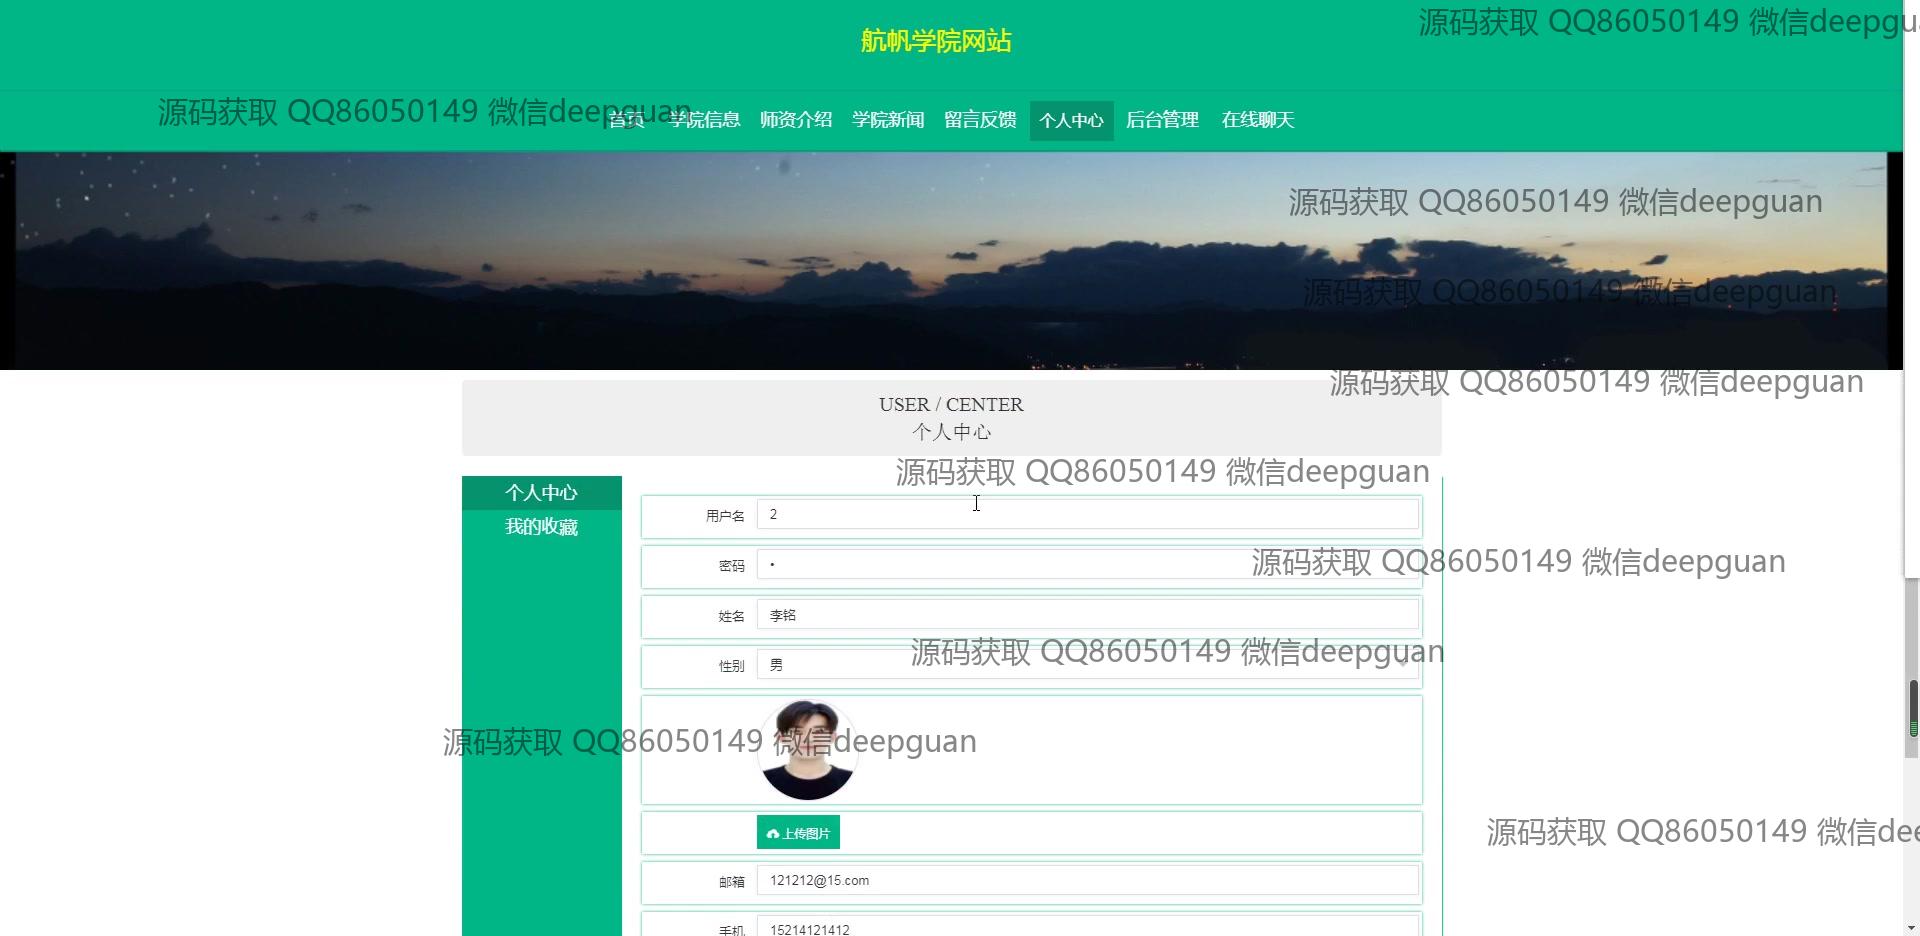 航帆学院网站
源码获取 QQ86050149 微信deepgu
源码获取 QQ86050149 微信deepguan
首页 学院信息 师资介绍 学院新闻 留言反馈 个人中心 后台管理 在线聊天
源码获取 QQ86050149 微信deepguan
源码获取 QQ86050149 微信deepguan
源码获取 QQ86050149 微信deepguan
USER / CENTER
个人中心
源码获取 QQ86050149 微信deepguan
个人中心
我的收藏
用户名 2
密码 •
源码获取 QQ86050149 微信deepguan
姓名 李铭
源码获取 QQ86050149 微信deepguan
性别 男
源码获取 QQ86050149 微信deepguan
上传图片
源码获取 QQ86050149 微信dee
邮箱 121212@15.com
手机 15214121412